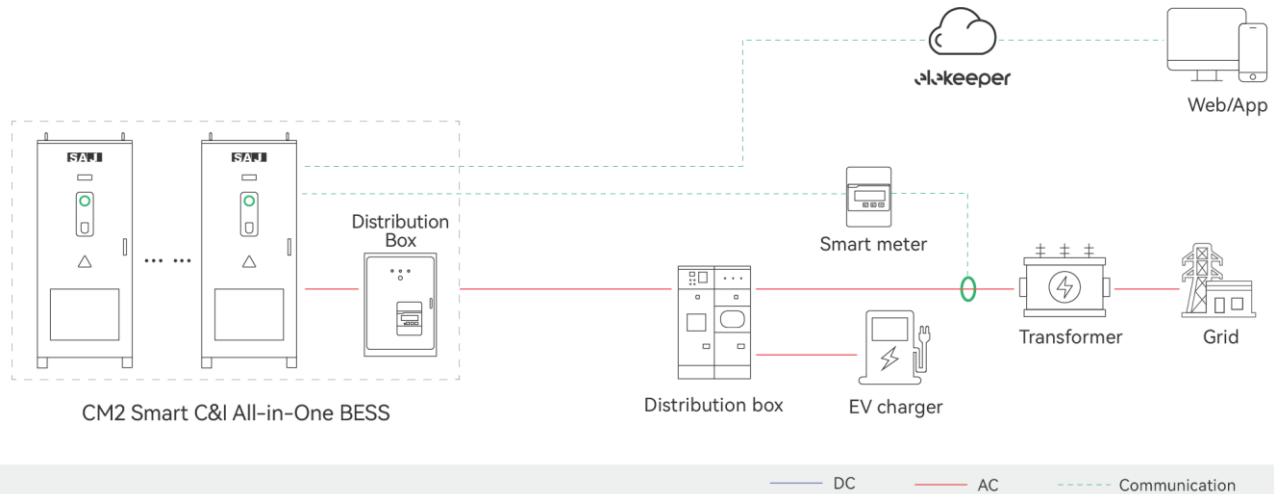 elekeeper
Web/App
SAJ
SAJ
Distribution
Box
Smart meter
Transformer
Grid
Distribution box
EV charger
CM2 Smart C&I All-in-One BESS
DC
AC
Communication